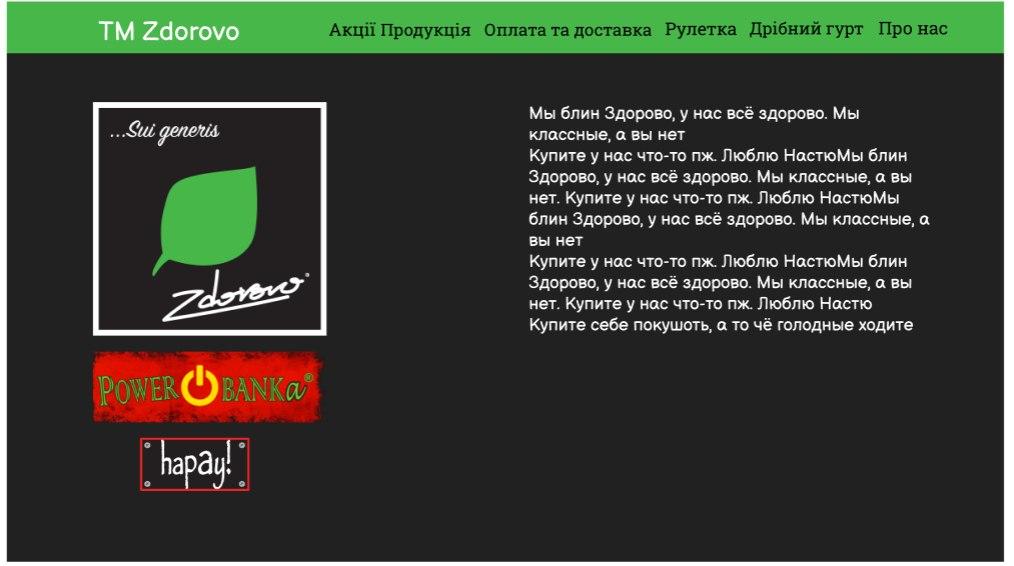 TM Zdorovo
Акції Продукція Оплата та доставка Рулетка Дрібний гурт Про нас
...Sui generis
Zdorovo®
POWER BANKa®
hapay!
Мы блин Здорово, у нас всё здорово. Мы
классные, а вы нет
Купите у нас что-то пж. Люблю НастюМы блин
Здорово, у нас всё здорово. Мы классные, а вы
нет. Купите у нас что-то пж. Люблю НастюМы
блин Здорово, у нас всё здорово. Мы классные, а
вы нет
Купите у нас что-то пж. Люблю НастюМы блин
Здорово, у нас всё здорово. Мы классные, а вы
нет. Купите у нас что-то пж. Люблю Настю
Купите себе покушоть, а то чё голодные ходите